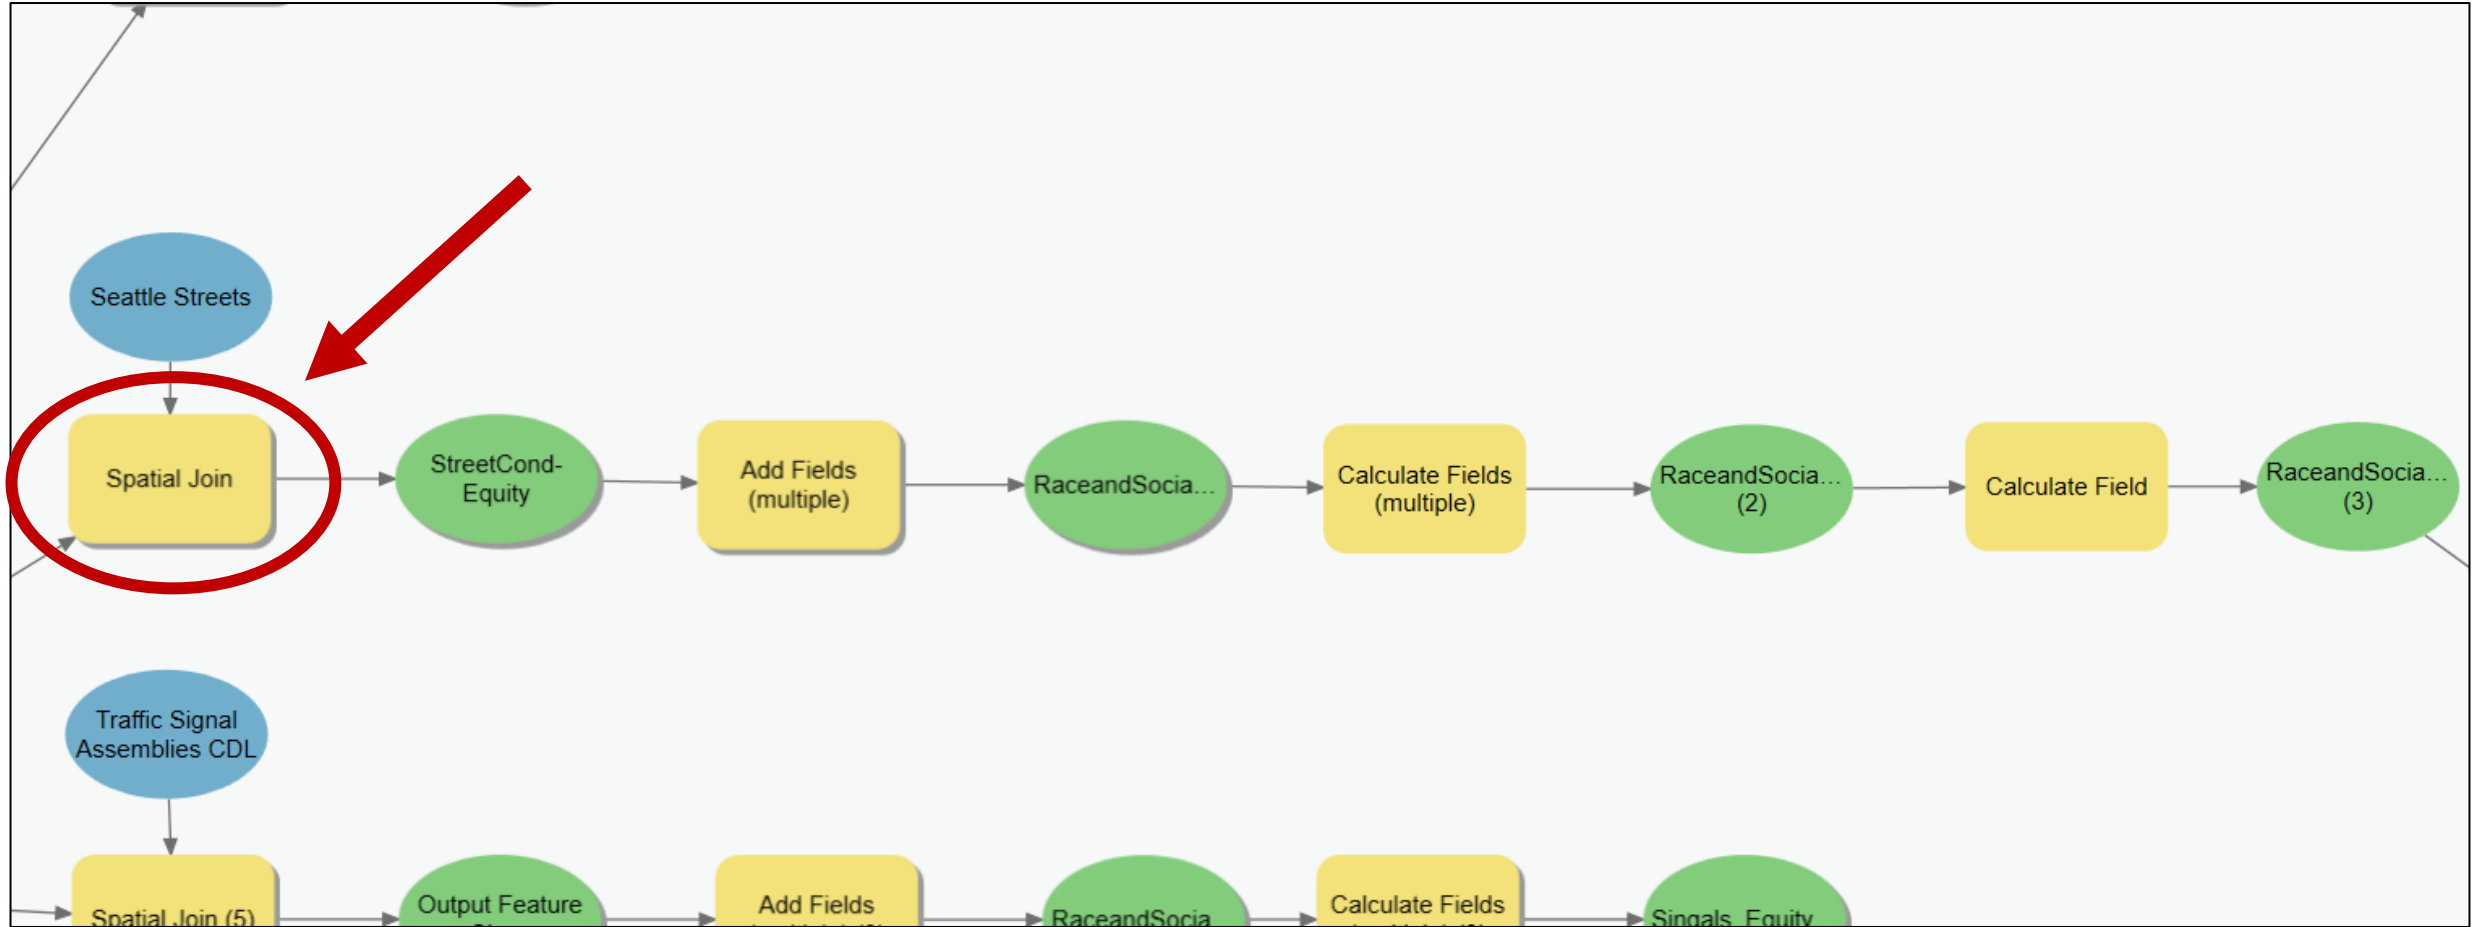 Seattle Streets
Spatial Join
StreetCond-
Equity
Add Fields
(multiple)
RaceandSocia...
Calculate Fields
(multiple)
RaceandSocia...
(2)
Calculate Field
RaceandSocia...
(3)
Traffic Signal
Assemblies CDL
Spatial Join (5)
Output Feature
Add Fields
RaceandSocia
Calculate Fields
Singals_Equity